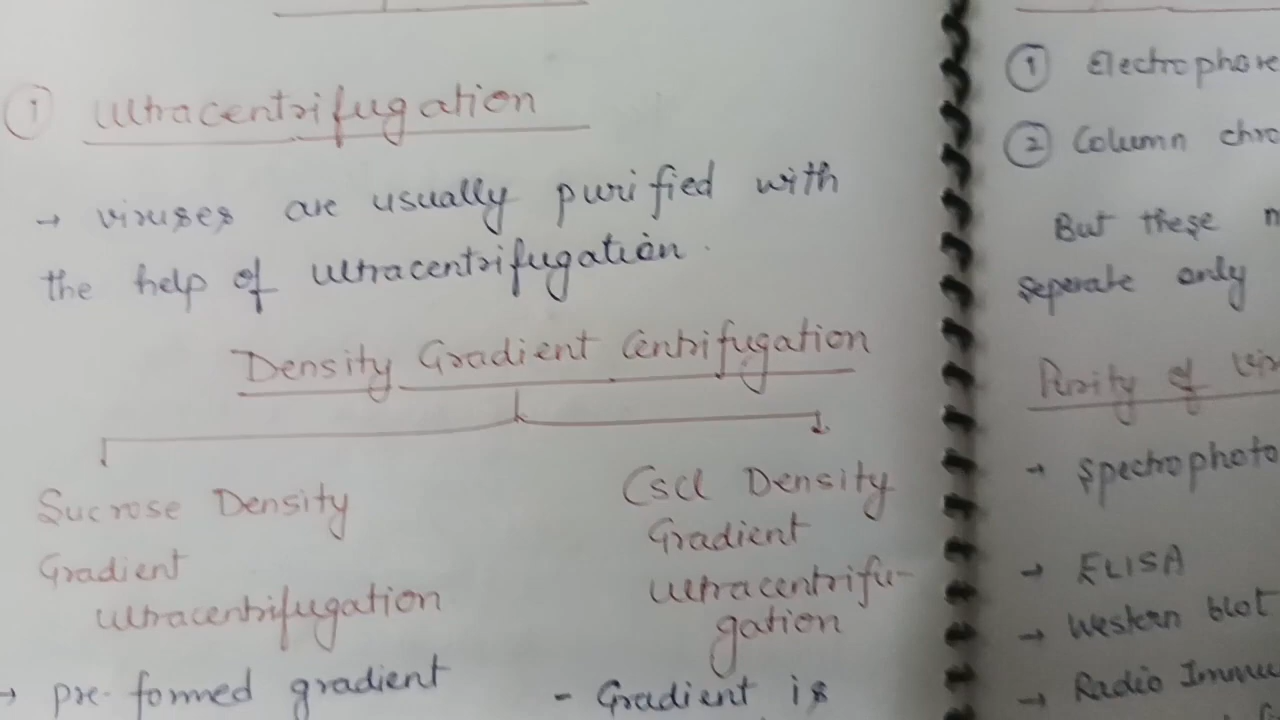 ① Ultracentrifugation
→ viruses are usually purified with
the help of ultracentrifugation.
Density Gradient Centrifugation
Sucrose Density
Gradient
ultracentrifugation
→ pre-formed gradient
CsCl Density
Gradient
ultracentrifu-
gation
- Gradient is
① Electrophore
② Column chro
But these
seperate only
Purity of
→ spectrophoto
→ ELISA
→ Western blot
→ Radio Immu